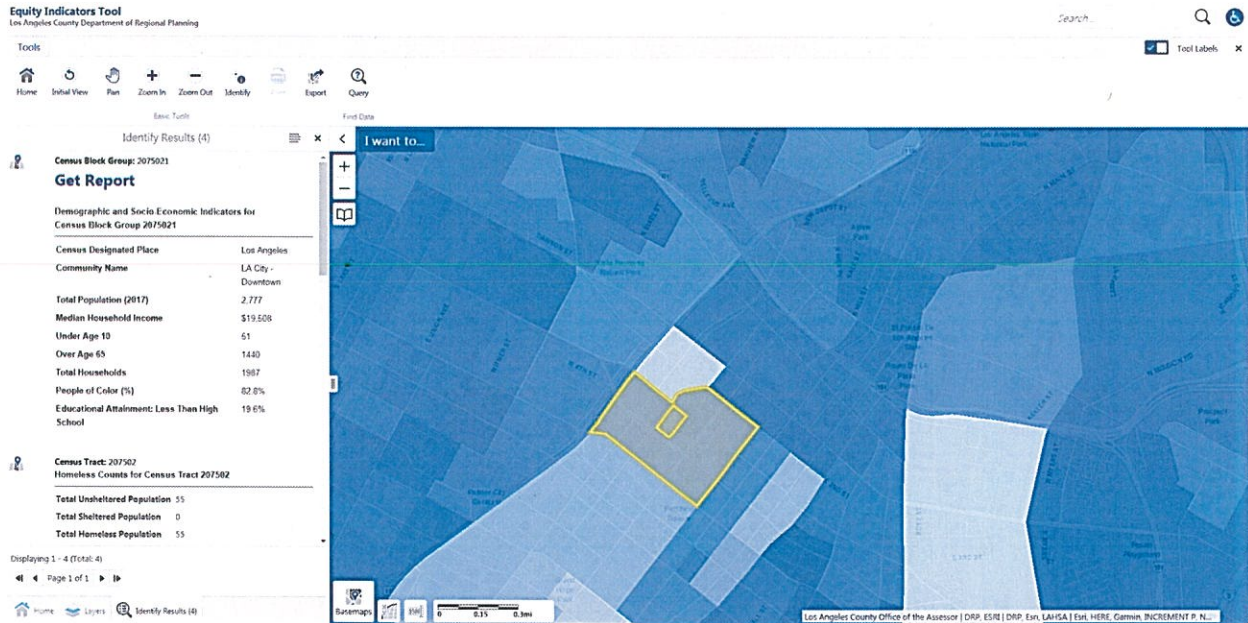 Equity Indicators Tool
Los Angeles County Department of Regional Planning
Search...
Tools
Tool Labels
Home
Initial View
Pan
Zoom In
Zoom Out
Identify
Export
Query
Basic Tools
Find Data
Identify Results (4)
I want to...
Census Block Group: 2075021
Get Report
Demographic and Socio Economic Indicators for
Census Block Group 2075021
Census Designated Place Los Angeles
Community Name LA City -
Downtown
Total Population (2017) 2,777
Median Household Income $19,508
Under Age 10 51
Over Age 65 1440
Total Households 1987
People of Color (%) 82.8%
Educational Attainment: Less Than High 19.6%
School
Census Tract: 207502
Homeless Counts for Census Tract 207502
Total Unsheltered Population 55
Total Sheltered Population 0
Total Homeless Population 55
Displaying 1 - 4 (Total: 4)
Page 1 of 1
Home
Layers
Identify Results (4)
Basemaps
0 0.15 0.3mi
Los Angeles County Office of the Assessor | DRP, ESRI | DRP, Esri, LAHSA | Esri, HERE, Garmin, INCREMENT P, N...